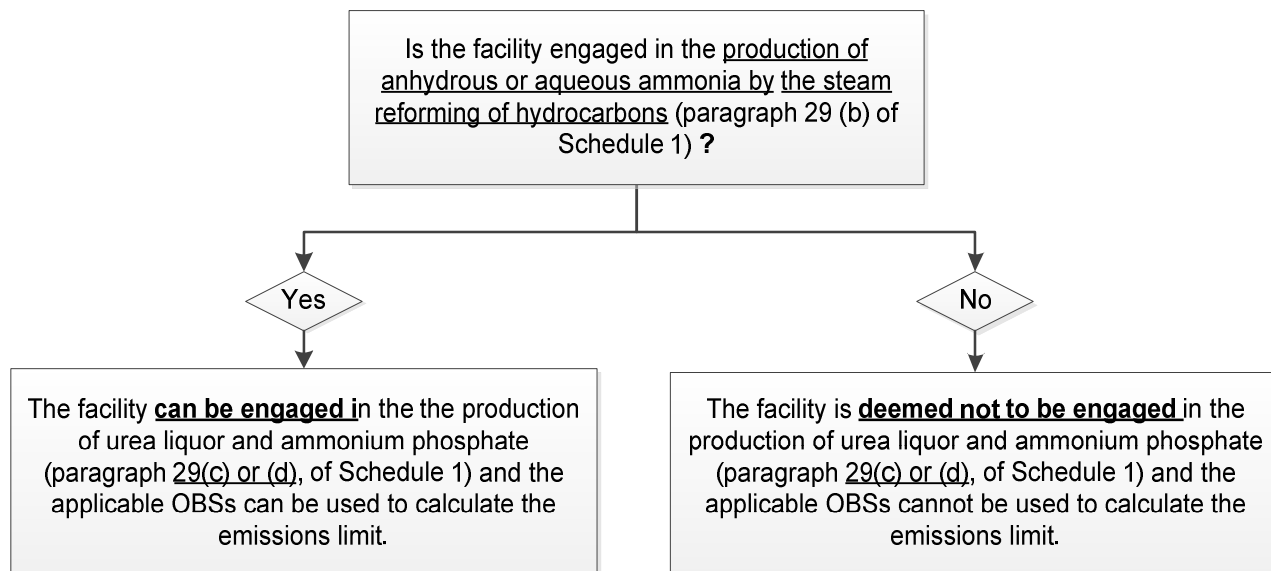 Is the facility engaged in the production of
anhydrous or aqueous ammonia by the steam
reforming of hydrocarbons (paragraph 29 (b) of
Schedule 1) ?
Yes
No
The facility can be engaged in the the production
of urea liquor and ammonium phosphate
(paragraph 29(c) or (d), of Schedule 1) and the
applicable OBSs can be used to calculate the
emissions limit.
The facility is deemed not to be engaged in the
production of urea liquor and ammonium phosphate
(paragraph 29(c) or (d), of Schedule 1) and the
applicable OBSs cannot be used to calculate the
emissions limit.